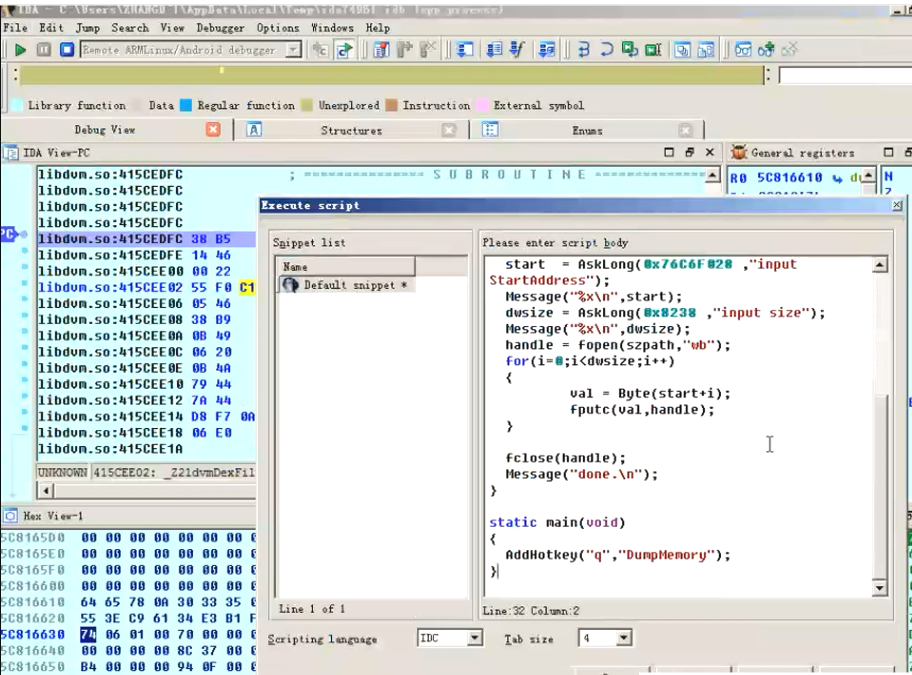 IDA - C:\Users\ZHANG0~1\AppData\Local\Temp\ida74951.idb (app_process)
File Edit Jump Search View Debugger Options Windows Help
Remote ARMLinux/Android debugger
Library function Data Regular function Unexplored Instruction External symbol
Debug View Structures Enums
IDA View-PC General registers
libdvm.so:415CEDFC ; =============== S U B R O U T I N E ===============
R0 5C816610 N
libdvm.so:415CEDFC
libdvm.so:415CEDFC
libdvm.so:415CEDFC
PC libdvm.so:415CEDFC 38 B5
libdvm.so:415CEDFE 14 46
libdvm.so:415CEE00 00 22
libdvm.so:415CEE02 55 F0 C1
libdvm.so:415CEE06 05 46
libdvm.so:415CEE08 38 B9
libdvm.so:415CEE0A 0B 49
libdvm.so:415CEE0C 06 20
libdvm.so:415CEE0E 0B 4A
libdvm.so:415CEE10 79 44
libdvm.so:415CEE12 7A 44
libdvm.so:415CEE14 D8 F7 0A
libdvm.so:415CEE18 06 E0
libdvm.so:415CEE1A
UNKNOWN 415CEE02: _Z21dvmDexFil
Hex View-1
5C8165D0 00 00 00 00 00 00 00
5C8165E0 00 00 00 00 00 00 00
5C8165F0 00 00 00 00 00 00 00
5C816600 00 00 00 00 00 00 00
5C816610 64 65 78 0A 30 33 35
5C816620 55 3E C9 61 34 E3 B1
5C816630 74 06 01 00 70 00 00
5C816640 00 00 00 00 8C 37 00
5C816650 B4 00 00 00 94 0F 00
Execute script
Snippet list
Name
Default snippet *
Line 1 of 1
Please enter script body
start = AskLong(0x76C6F028 ,"input
StartAddress");
Message("%x\n",start);
dwsize = AskLong(0x8238 ,"input size");
Message("%x\n",dwsize);
handle = fopen(szpath,"wb");
for(i=0;i<dwsize;i++)
{
val = Byte(start+i);
fputc(val,handle);
}
fclose(handle);
Message("done.\n");
}
static main(void)
{
AddHotkey("q","DumpMemory");
}
Line:32 Column:2
Scripting language IDC Tab size 4